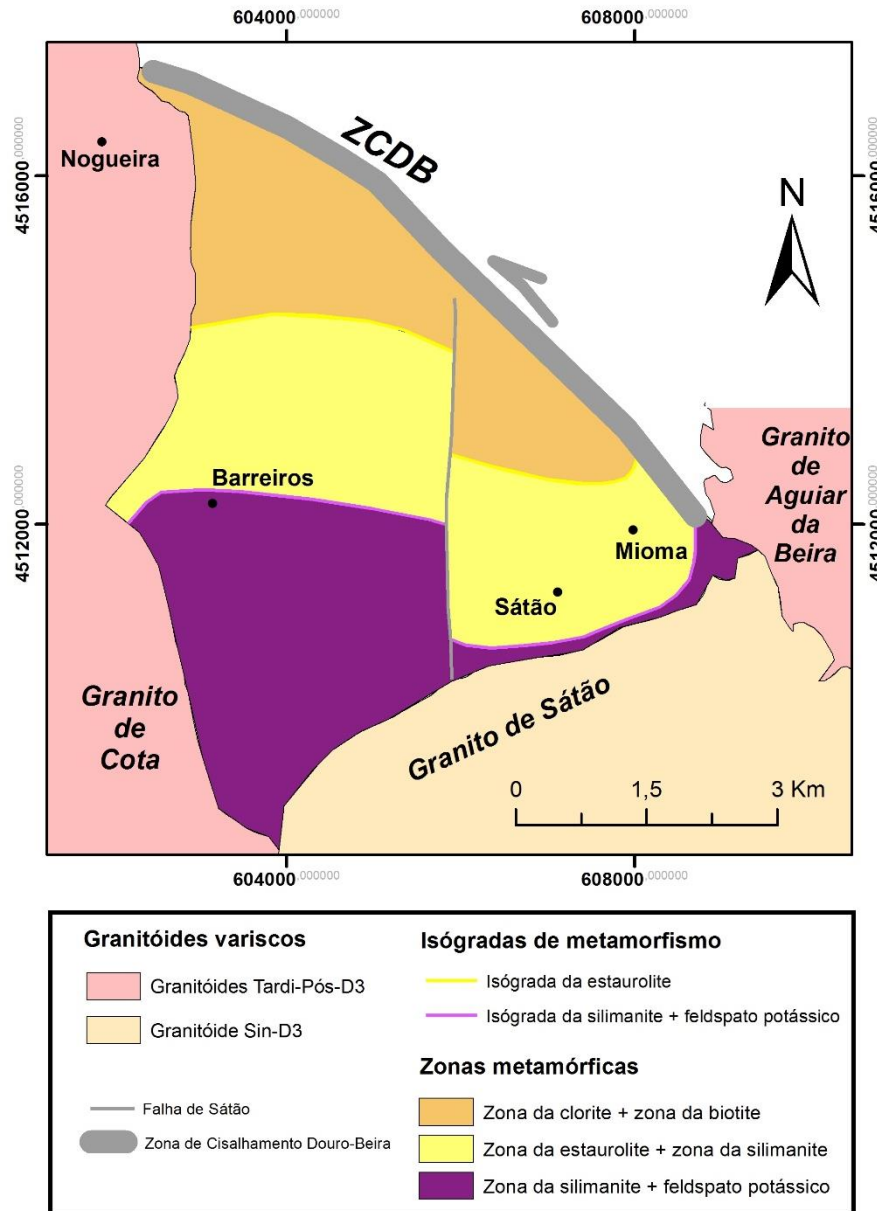 604000,000000
608000,000000
ZCDB
Nogueira
4516000,000000
4516000,000000
N
Granito
de
Aguiar
da
Beira
Barreiros
4512000,000000
4512000,000000
Mioma
Sátão
Granito
de
Cota
Granito de Sátão
0 1,5 3 Km
604000,000000
608000,000000
Granitóides variscos
Granitóides Tardi-Pós-D3
Granitóide Sin-D3
Falha de Sátão
Zona de Cisalhamento Douro-Beira
Isógradas de metamorfismo
Isógrada da estaurolite
Isógrada da silimanite + feldspato potássico
Zonas metamórficas
Zona da clorite + zona da biotite
Zona da estaurolite + zona da silimanite
Zona da silimanite + feldspato potássico